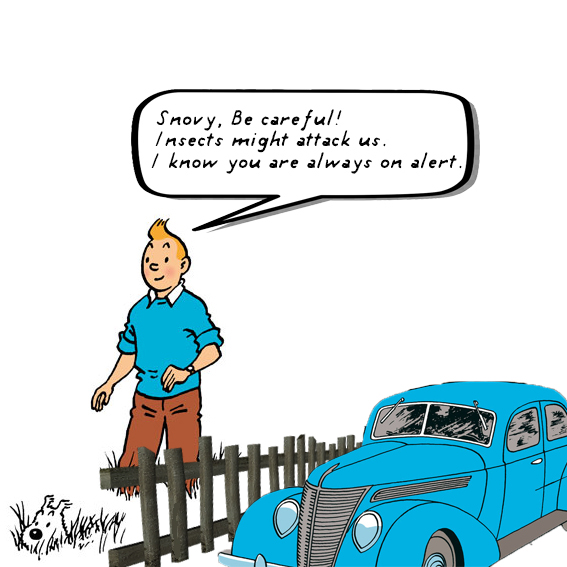 Snovy, Be careful!
Insects might attack us.
I know you are always on alert.